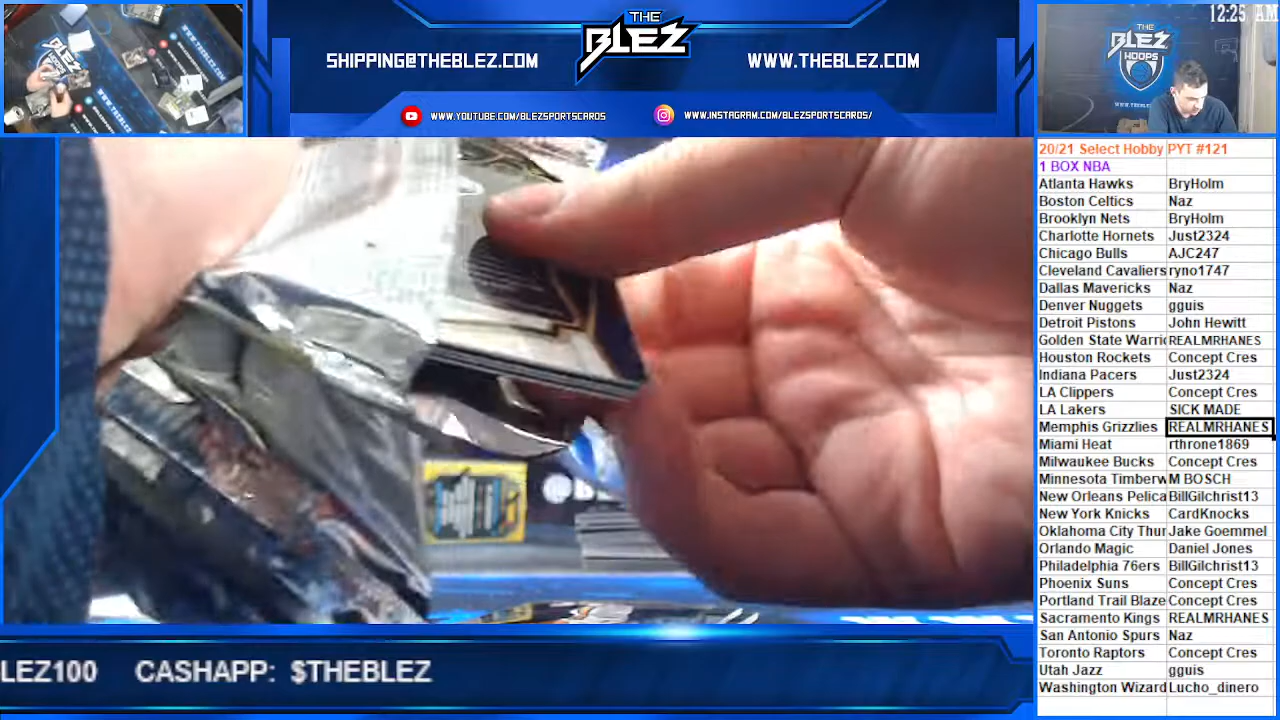 THE
BLEZ
SHIPPING@THEBLEZ.COM
WWW.THEBLEZ.COM
WWW.YOUTUBE.COM/BLEZSPORTSCARDS
WWW.INSTAGRAM.COM/BLEZSPORTSCARDS/
12:25 AM
THE
BLEZ
HOOPS
20/21 Select Hobby PYT #121
1 BOX NBA
Atlanta Hawks BryHolm
Boston Celtics Naz
Brooklyn Nets BryHolm
Charlotte Hornets Just2324
Chicago Bulls AJC247
Cleveland Cavaliers ryno1747
Dallas Mavericks Naz
Denver Nuggets gguis
Detroit Pistons John Hewitt
Golden State Warri REALMRHANES
Houston Rockets Concept Cres
Indiana Pacers Just2324
LA Clippers Concept Cres
LA Lakers SICK MADE
Memphis Grizzlies REALMRHANES
Miami Heat rthrone1869
Milwaukee Bucks Concept Cres
Minnesota Timberw M BOSCH
New Orleans Pelica BillGilchrist13
New York Knicks CardKnocks
Oklahoma City Thun Jake Goemmel
Orlando Magic Daniel Jones
Philadelphia 76ers BillGilchrist13
Phoenix Suns Concept Cres
Portland Trail Blaze Concept Cres
Sacramento Kings REALMRHANES
San Antonio Spurs Naz
Toronto Raptors Concept Cres
Utah Jazz gguis
Washington Wizard Lucho_dinero
LEZ100 CASHAPP: $THEBLEZ